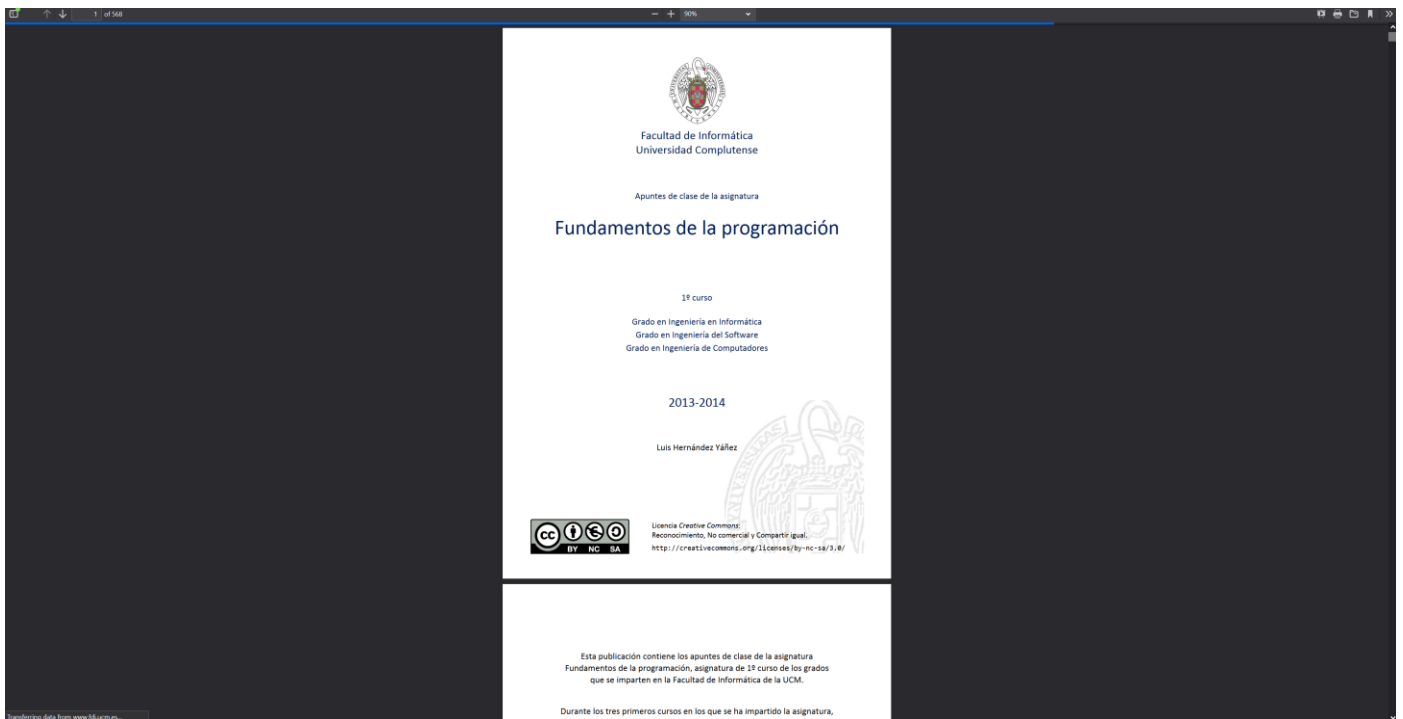 1 of 568
90%
Facultad de Informática
Universidad Complutense
Apuntes de clase de la asignatura
Fundamentos de la programación
1º curso
Grado en Ingeniería en Informática
Grado en Ingeniería del Software
Grado en Ingeniería de Computadores
2013-2014
Luis Hernández Yáñez
Licencia Creative Commons:
Reconocimiento, No comercial y Compartir igual.
http://creativecommons.org/licenses/by-nc-sa/3.0/
cc
BY NC SA
Esta publicación contiene los apuntes de clase de la asignatura
Fundamentos de la programación, asignatura de 1º curso de los grados
que se imparten en la Facultad de Informática de la UCM.
Durante los tres primeros cursos en los que se ha impartido la asignatura,
Transferring data from www.fdi.ucm.es...